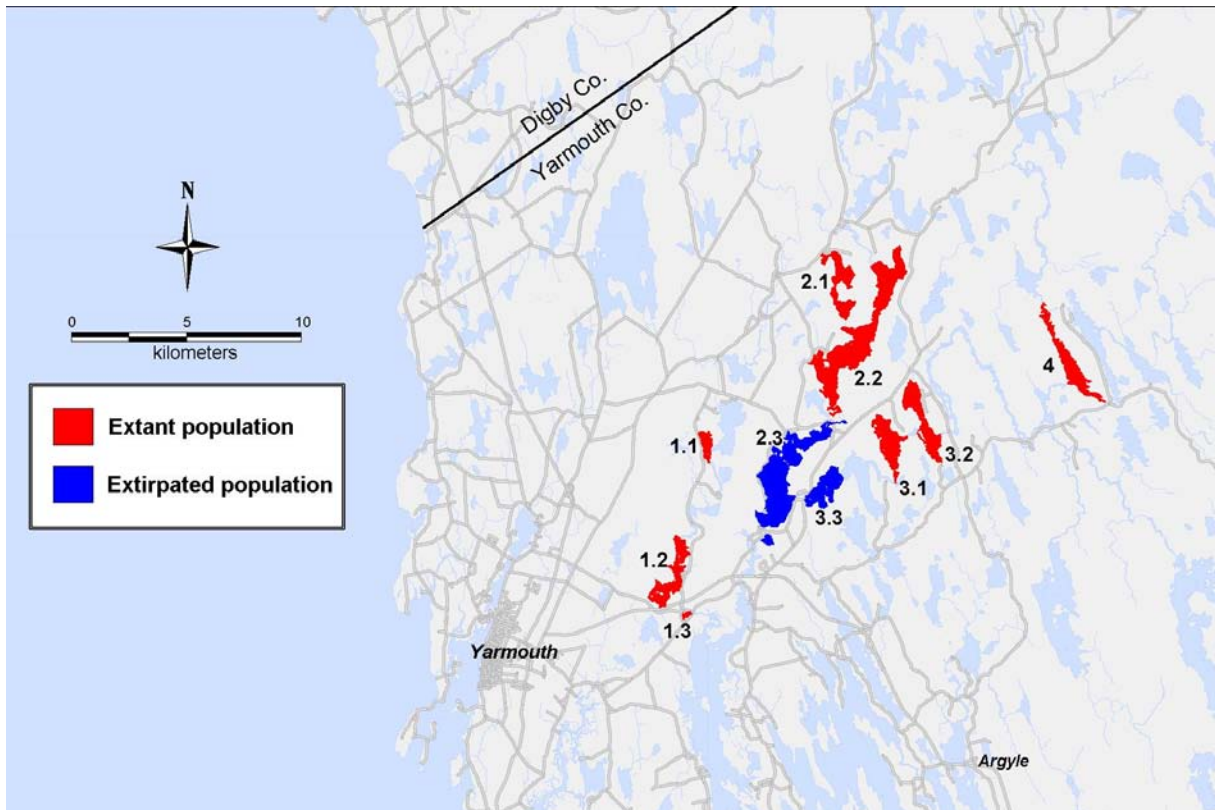 Digby Co.
Yarmouth Co.
N
0 5 10
kilometers
Extant population
Extirpated population
2.1
2.2
4
2.3
1.1
3.2
3.1
3.3
1.2
1.3
Yarmouth
Argyle